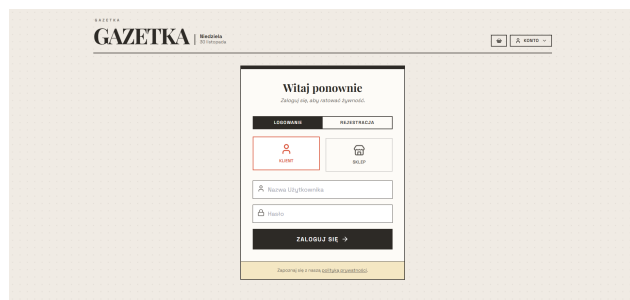 GAZETKA
GAZETKA
Niedziela
30 listopada
KONTO
Witaj ponownie
Zaloguj się, aby ratować żywność.
LOGOWANIE
REJESTRACJA
KLIENT
SKLEP
Nazwa Użytkownika
Hasło
ZALOGUJ SIĘ →
Zapoznaj się z naszą polityką prywatności.